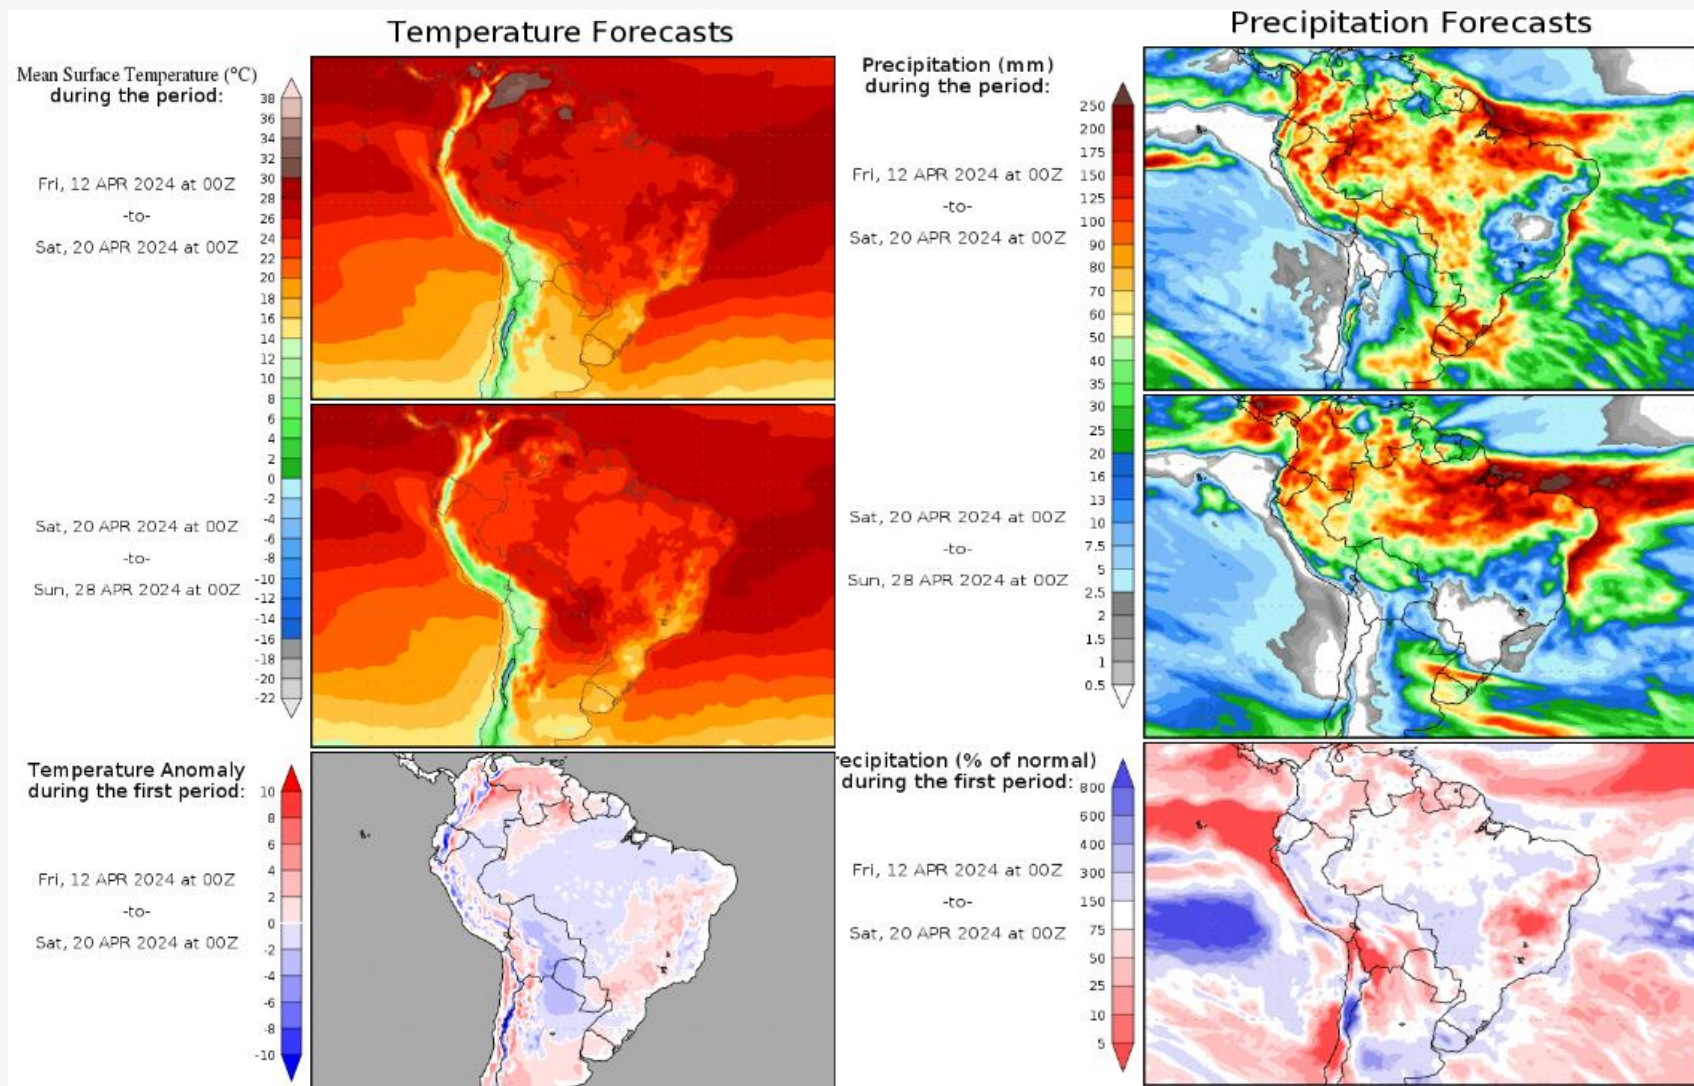 Temperature Forecasts
Mean Surface Temperature (°C)
during the period:
38
36
34
32
30
28
26
24
22
20
18
16
14
12
10
8
6
4
2
0
-2
-4
-6
-8
-10
-12
-14
-16
-18
-20
-22
Fri, 12 APR 2024 at 00Z
-to-
Sat, 20 APR 2024 at 00Z
Sat, 20 APR 2024 at 00Z
-to-
Sun, 28 APR 2024 at 00Z
Temperature Anomaly
during the first period:
10
8
6
4
2
0
-2
-4
-6
-8
-10
Fri, 12 APR 2024 at 00Z
-to-
Sat, 20 APR 2024 at 00Z
Precipitation Forecasts
Precipitation (mm)
during the period:
250
200
175
150
125
100
90
80
70
60
50
40
35
30
25
20
16
13
10
7.5
5
2.5
2
1.5
1
0.5
Fri, 12 APR 2024 at 00Z
-to-
Sat, 20 APR 2024 at 00Z
Sat, 20 APR 2024 at 00Z
-to-
Sun, 28 APR 2024 at 00Z
recipitation (% of normal)
during the first period:
800
600
400
300
150
75
50
25
10
5
Fri, 12 APR 2024 at 00Z
-to-
Sat, 20 APR 2024 at 00Z